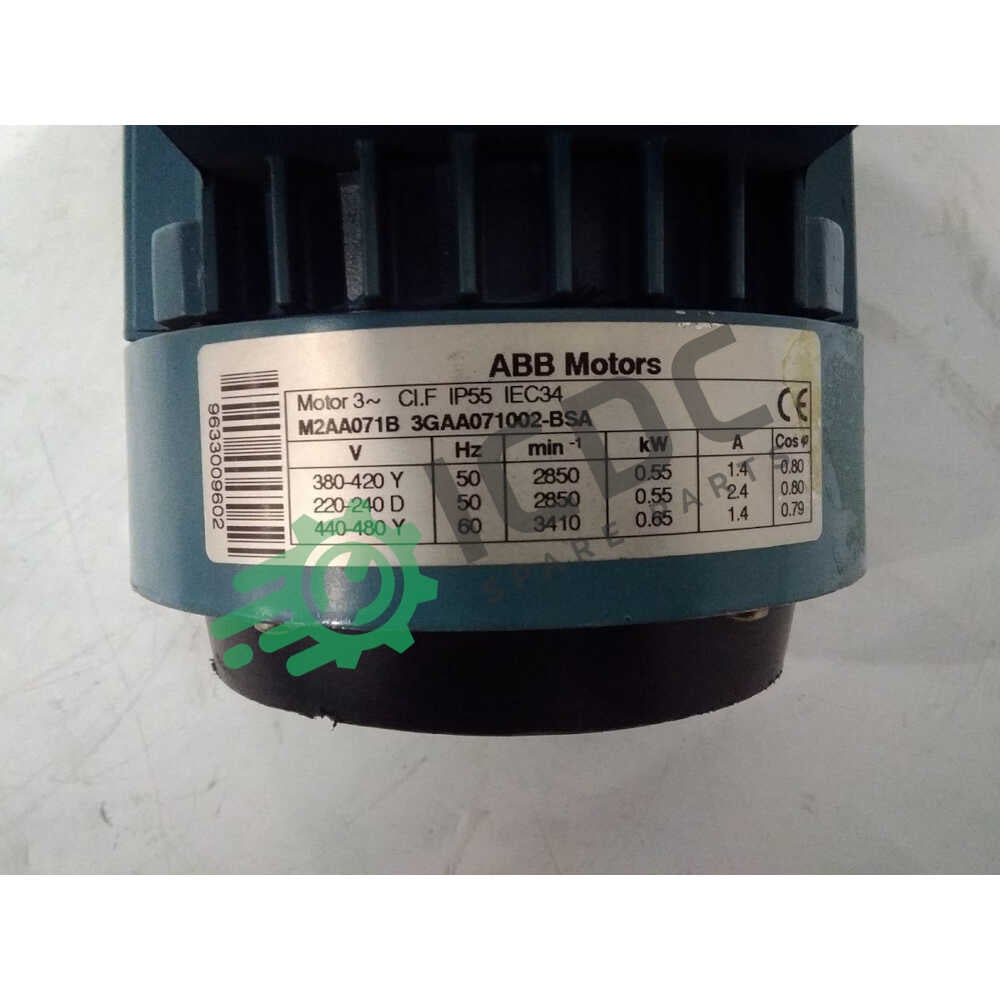 ABB Motors
Motor 3~ Cl.F IP55 IEC34
M2AA071B 3GAA071002-BSA
CE
V Hz min⁻¹ kW A Cos φ
380-420 Y 50 2850 0.55 1.4 0.80
220-240 D 50 2850 0.55 2.4 0.80
440-480 Y 60 3410 0.65 1.4 0.79
9633009602
ICDC
SPARE PARTS